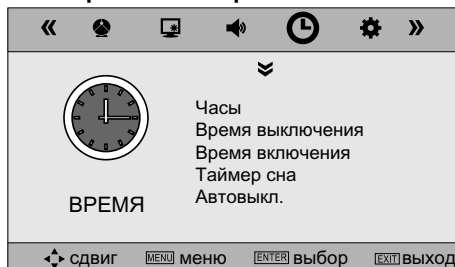 Часы
Время выключения
Время включения
Таймер сна
Автовыкл.
ВРЕМЯ
сдвиг MENU меню ENTER выбор EXIT выход